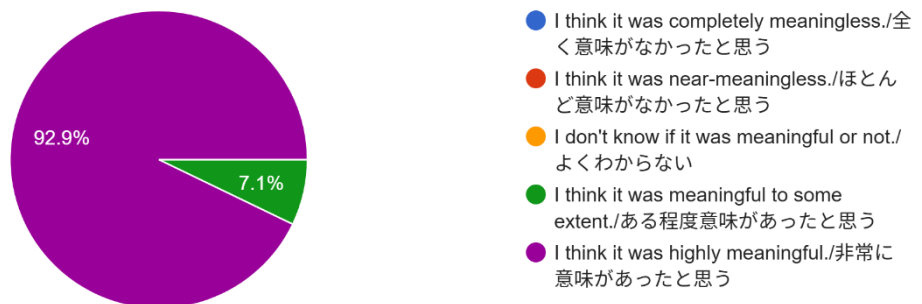 92.9%
7.1%
I think it was completely meaningless./全
く意味がなかったと思う
I think it was near-meaningless./ほとん
ど意味がなかったと思う
I don't know if it was meaningful or not./
よくわからない
I think it was meaningful to some
extent./ある程度意味があったと思う
I think it was highly meaningful./非常に
意味があったと思う